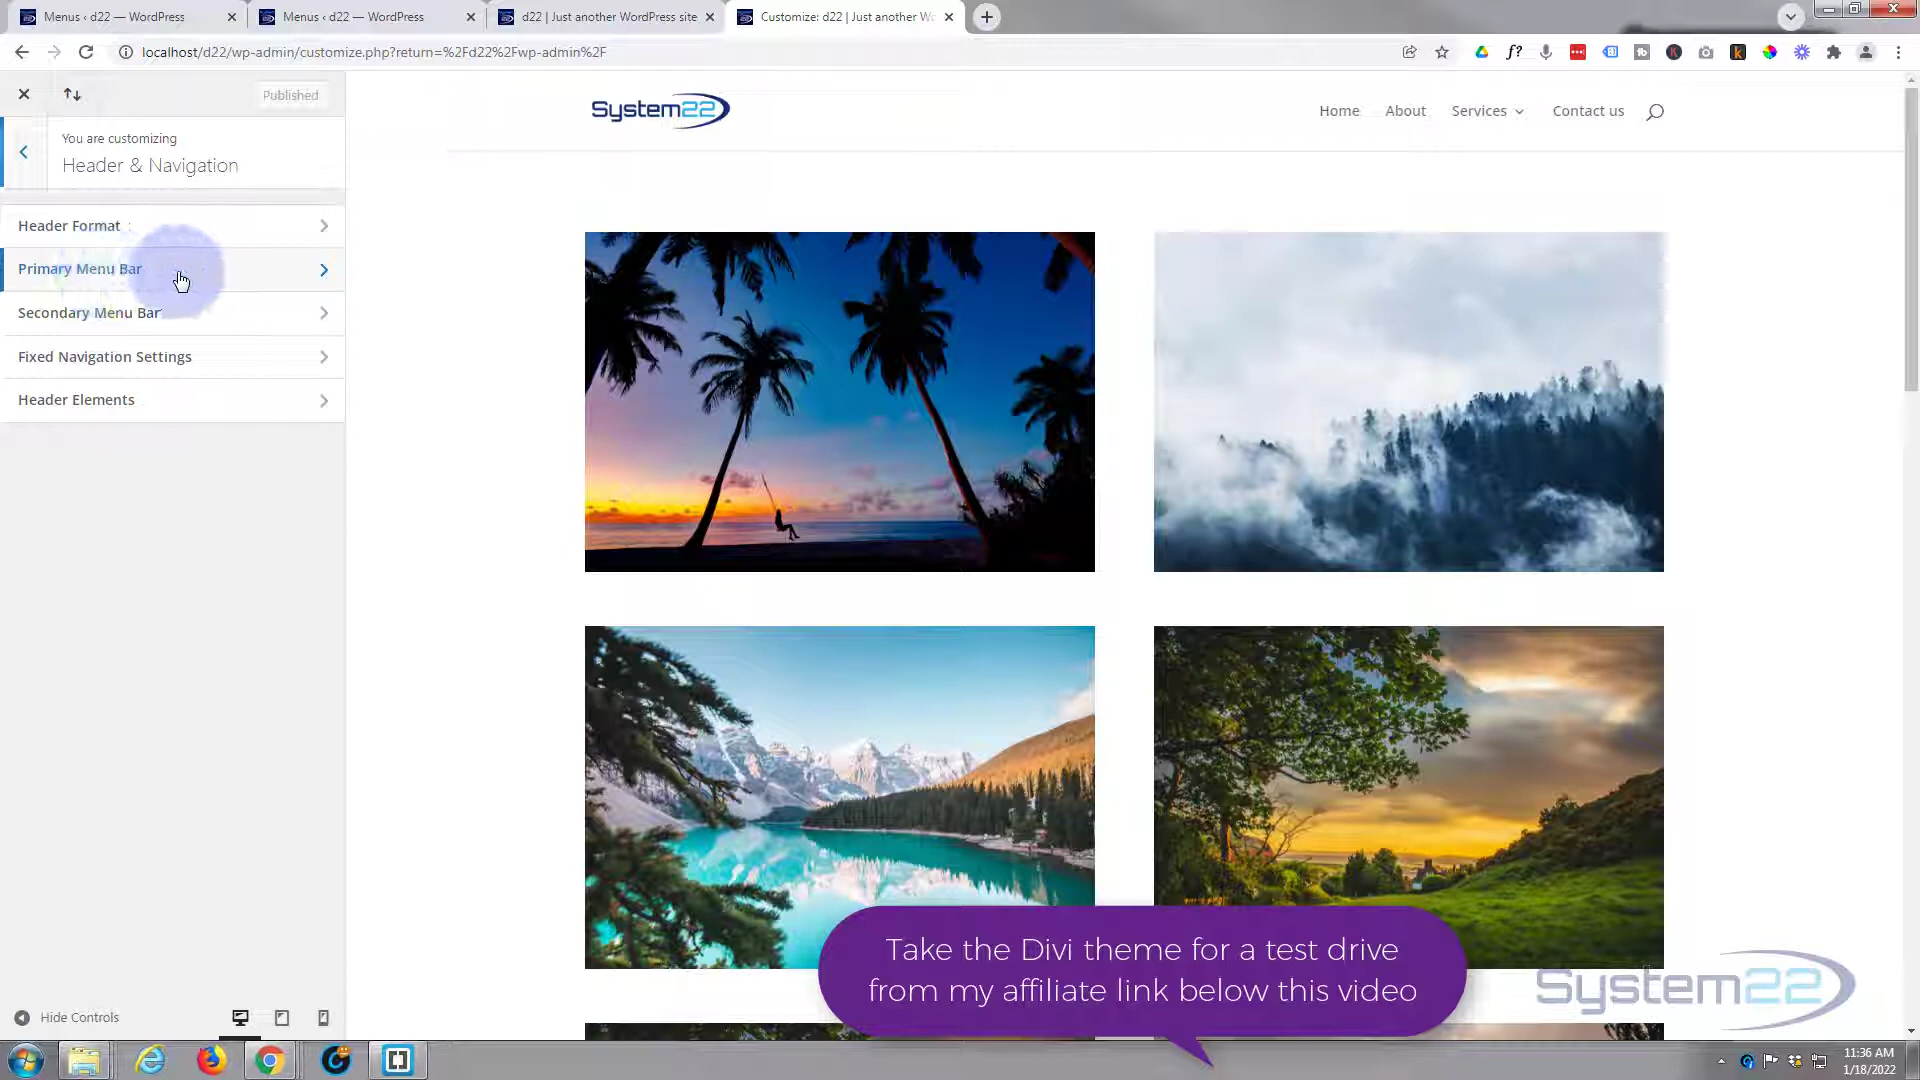 Menus ‹ d22 — WordPress
Menus ‹ d22 — WordPress
d22 | Just another WordPress site
Customize: d22 | Just another Wo
localhost/d22/wp-admin/customize.php?return=%2Fd22%2Fwp-admin%2F
Published
You are customizing
Header & Navigation
Header Format
Primary Menu Bar
Secondary Menu Bar
Fixed Navigation Settings
Header Elements
Hide Controls
System22
Home
About
Services
Contact us
Take the Divi theme for a test drive
from my affiliate link below this video
System22
11:36 AM
1/18/2022